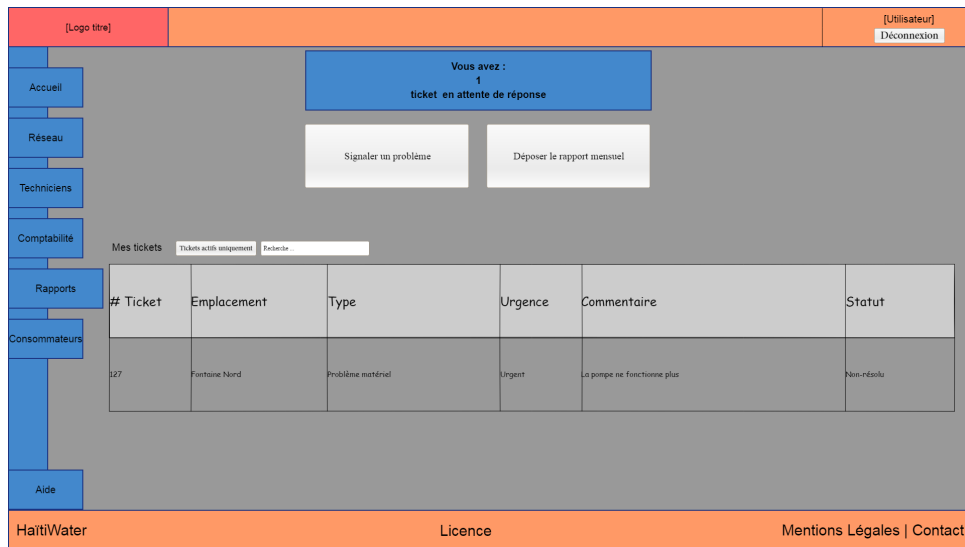 [Logo titre]
[Utilisateur]
Déconnexion
Vous avez :
1
ticket en attente de réponse
Accueil
Réseau
Techniciens
Comptabilité
Rapports
Consommateurs
Aide
Signaler un problème
Déposer le rapport mensuel
Mes tickets
Tickets actifs uniquement
Recherche ...
# Ticket Emplacement Type Urgence Commentaire Statut
127 Fontaine Nord Problème matériel Urgent La pompe ne fonctionne plus Non-résolu
HaïtiWater
Licence
Mentions Légales | Contact